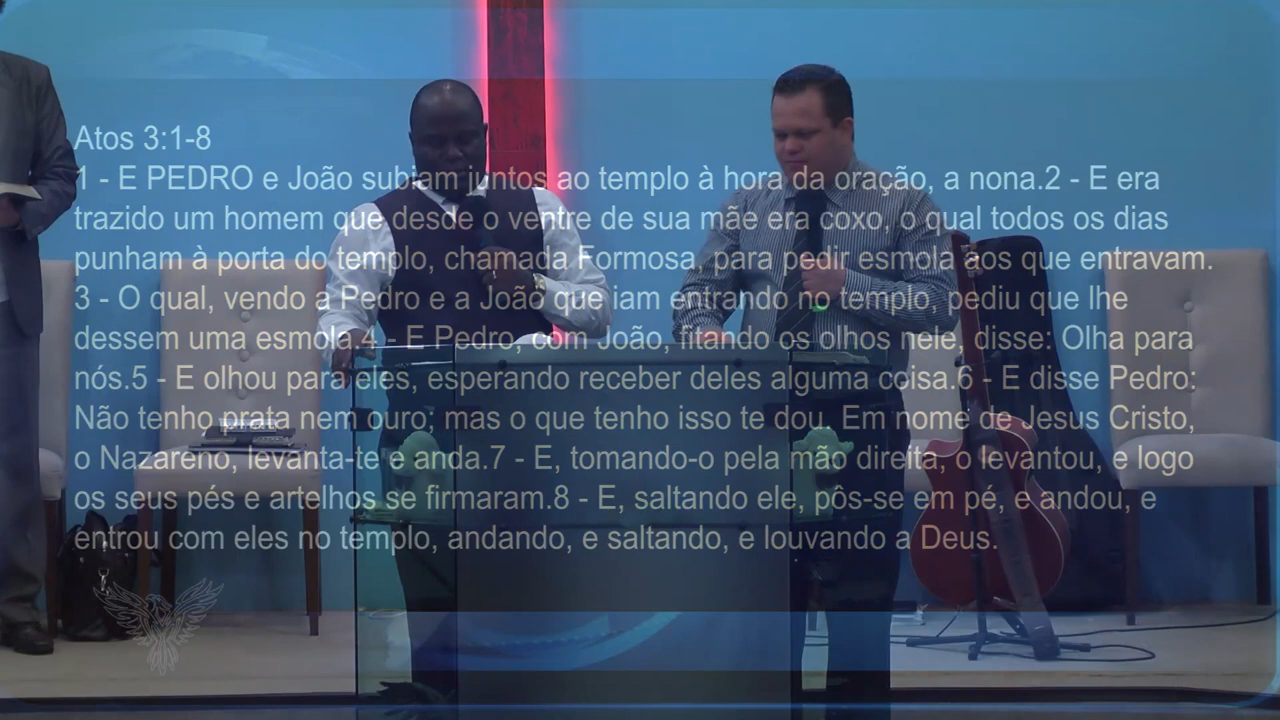 Atos 3:1-8
1 - E PEDRO e João subiam juntos ao templo à hora da oração, a nona.2 - E era
trazido um homem que desde o ventre de sua mãe era coxo, o qual todos os dias
punham à porta do templo, chamada Formosa, para pedir esmola aos que entravam.
3 - O qual, vendo a Pedro e a João que iam entrando no templo, pediu que lhe
dessem uma esmola.4 - E Pedro, com João, fitando os olhos nele, disse: Olha para
nós.5 - E olhou para eles, esperando receber deles alguma coisa.6 - E disse Pedro:
Não tenho prata nem ouro; mas o que tenho isso te dou. Em nome de Jesus Cristo,
o Nazareno, levanta-te e anda.7 - E, tomando-o pela mão direita, o levantou, e logo
os seus pés e artelhos se firmaram.8 - E, saltando ele, pôs-se em pé, e andou, e
entrou com eles no templo, andando, e saltando, e louvando a Deus.